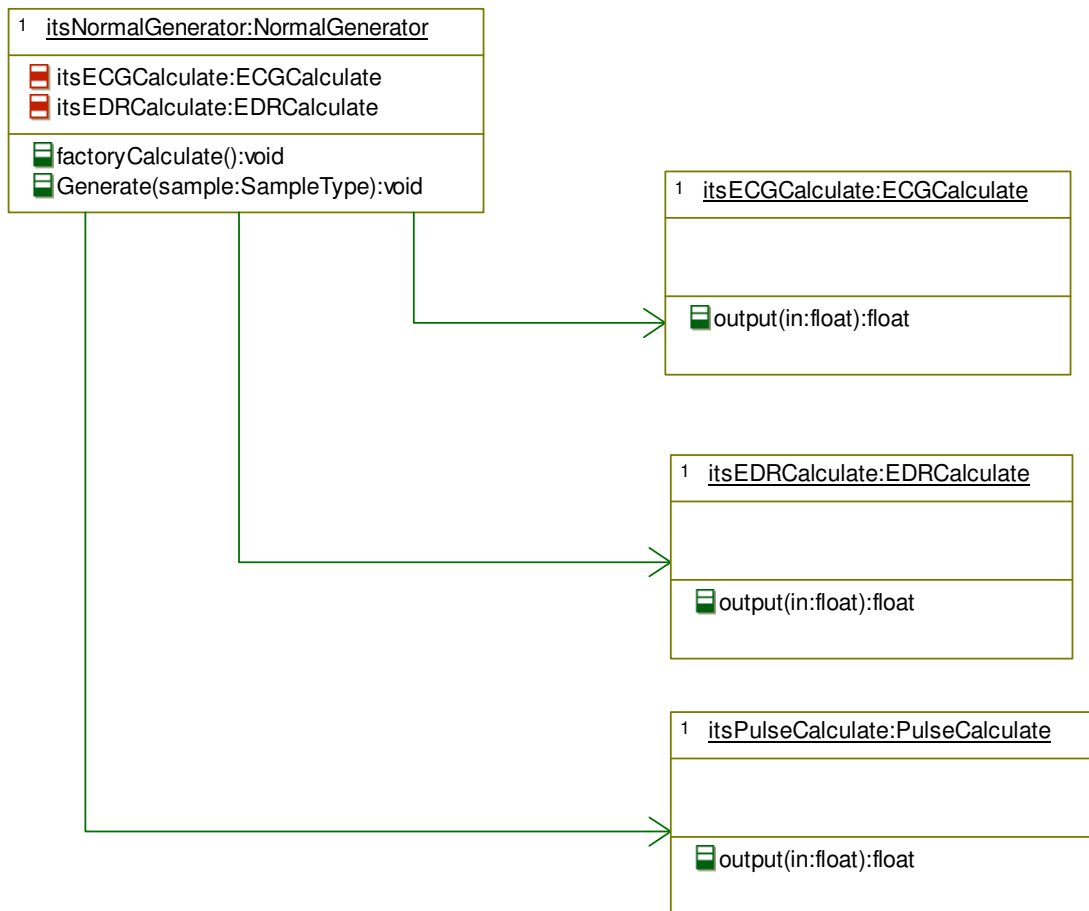 1 itsNormalGenerator:NormalGenerator
itsECGCalculate:ECGCalculate
itsEDRCalculate:EDRCalculate
factoryCalculate():void
Generate(sample:SampleType):void
1 itsECGCalculate:ECGCalculate
output(in:float):float
1 itsEDRCalculate:EDRCalculate
output(in:float):float
1 itsPulseCalculate:PulseCalculate
output(in:float):float